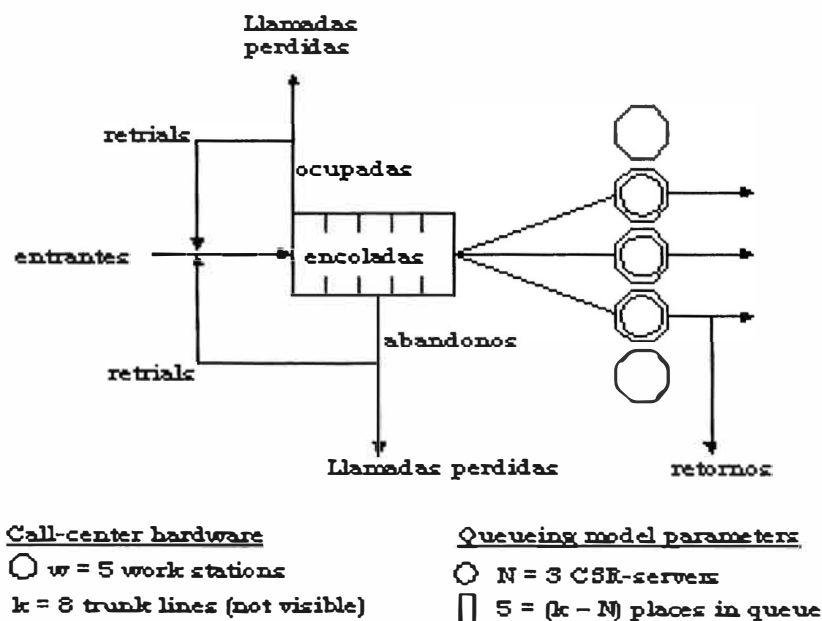 Llamadas
perdidas
retrials
ocupadas
entrantes
encoladas
abandonos
retrials
Llamadas perdidas
retornos
Call-center hardware
w = 5 work stations
k = 8 trunk lines (not visible)
Queueing model parameters
N = 3 CSR-servers
5 = (k – N) places in queue